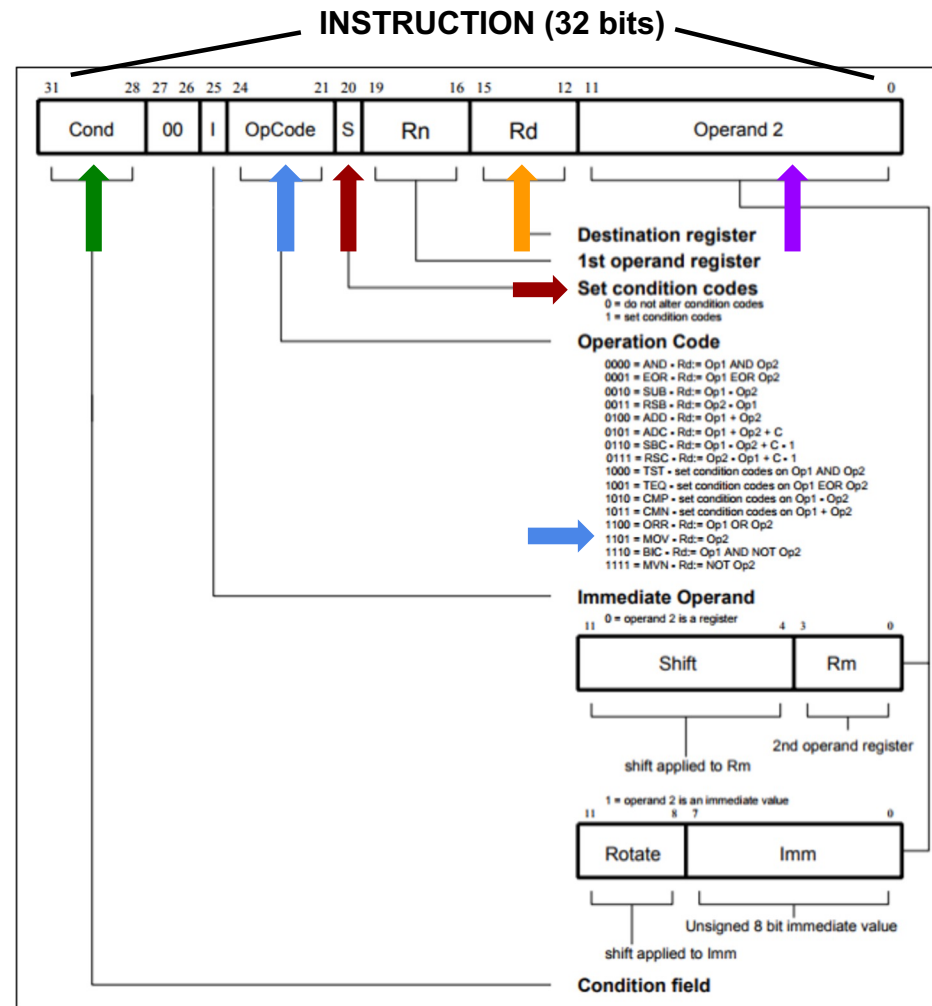 INSTRUCTION (32 bits)
31 28 27 26 25 24 21 20 19 16 15 12 11 0
Cond 00 I OpCode S Rn Rd Operand 2
Destination register
1st operand register
Set condition codes
0 = do not alter condition codes
1 = set condition codes
Operation Code
0000 = AND - Rd:= Op1 AND Op2
0001 = EOR - Rd:= Op1 EOR Op2
0010 = SUB - Rd:= Op1 - Op2
0011 = RSB - Rd:= Op2 - Op1
0100 = ADD - Rd:= Op1 + Op2
0101 = ADC - Rd:= Op1 + Op2 + C
0110 = SBC - Rd:= Op1 - Op2 + C - 1
0111 = RSC - Rd:= Op2 - Op1 + C - 1
1000 = TST - set condition codes on Op1 AND Op2
1001 = TEQ - set condition codes on Op1 EOR Op2
1010 = CMP - set condition codes on Op1 - Op2
1011 = CMN - set condition codes on Op1 + Op2
1100 = ORR - Rd:= Op1 OR Op2
1101 = MOV - Rd:= Op2
1110 = BIC - Rd:= Op1 AND NOT Op2
1111 = MVN - Rd:= NOT Op2
Immediate Operand
0 = operand 2 is a register
11 4 3 0
Shift Rm
2nd operand register
shift applied to Rm
1 = operand 2 is an immediate value
11 8 7 0
Rotate Imm
Unsigned 8 bit immediate value
shift applied to Imm
Condition field